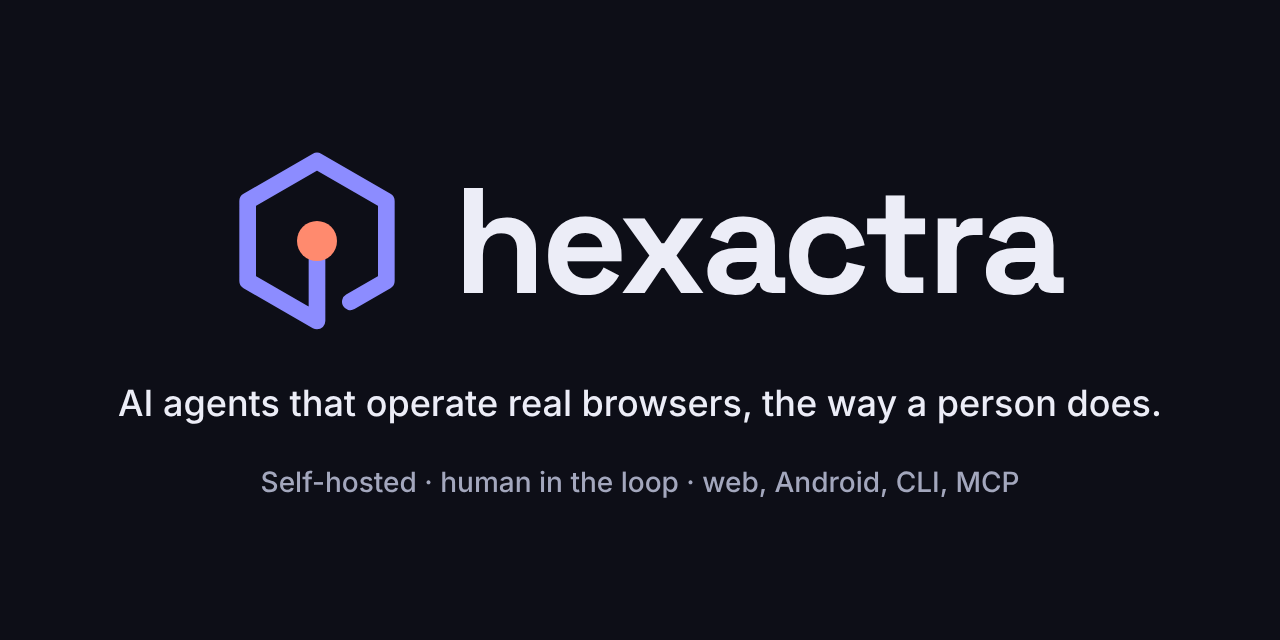 hexactra
AI agents that operate real browsers, the way a person does.
Self-hosted · human in the loop · web, Android, CLI, MCP